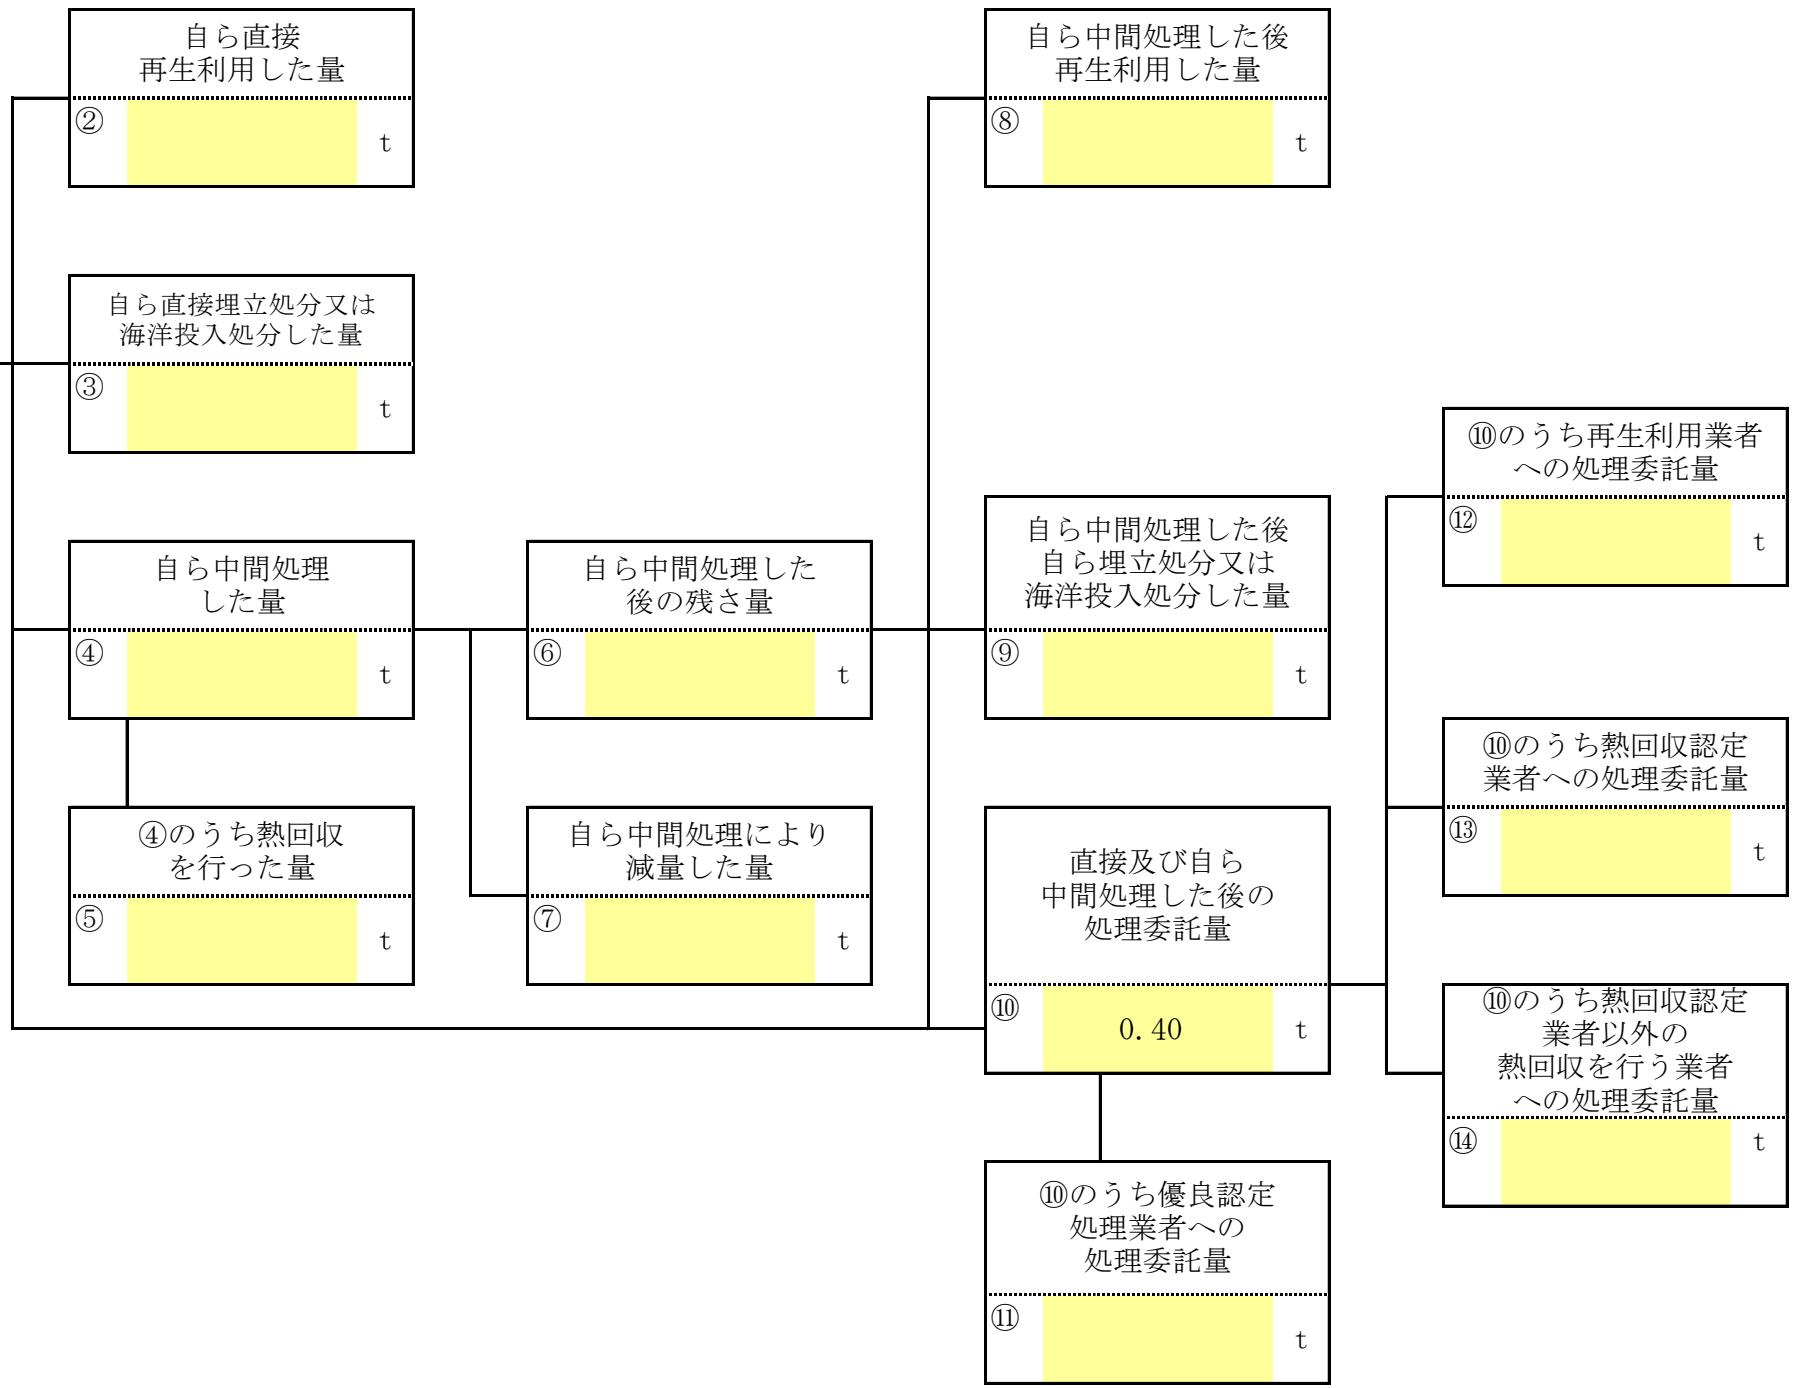 自ら直接
再生利用した量
②
t
自ら中間処理した後
再生利用した量
⑧
t
自ら直接埋立処分又は
海洋投入処分した量
③
t
⑩のうち再生利用業者
への処理委託量
⑫
t
自ら中間処理した後
自ら埋立処分又は
海洋投入処分した量
⑨
t
自ら中間処理
した量
④
t
自ら中間処理した
後の残さ量
⑥
t
⑩のうち熱回収認定
業者への処理委託量
⑬
t
④のうち熱回収
を行った量
⑤
t
自ら中間処理により
減量した量
⑦
t
直接及び自ら
中間処理した後の
処理委託量
⑩
0.40 t
⑩のうち熱回収認定
業者以外の
熱回収を行う業者
への処理委託量
⑭
t
⑩のうち優良認定
処理業者への
処理委託量
⑪
t